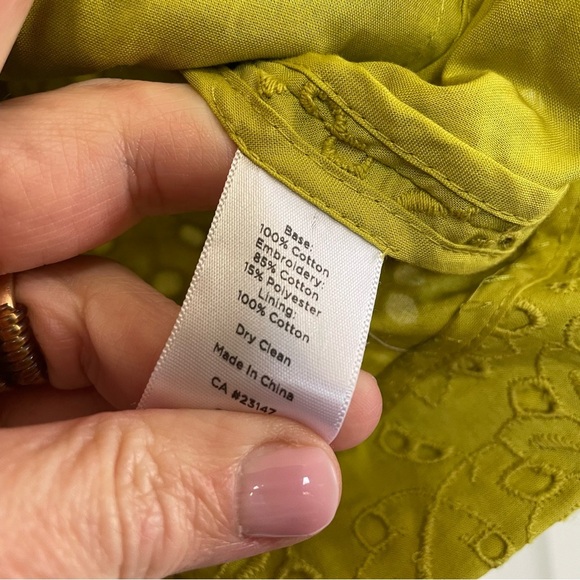 Base:
100% Cotton
Embroidery:
85% Cotton
15% Polyester
Lining:
100% Cotton
Dry Clean
Made In China
CA #23147